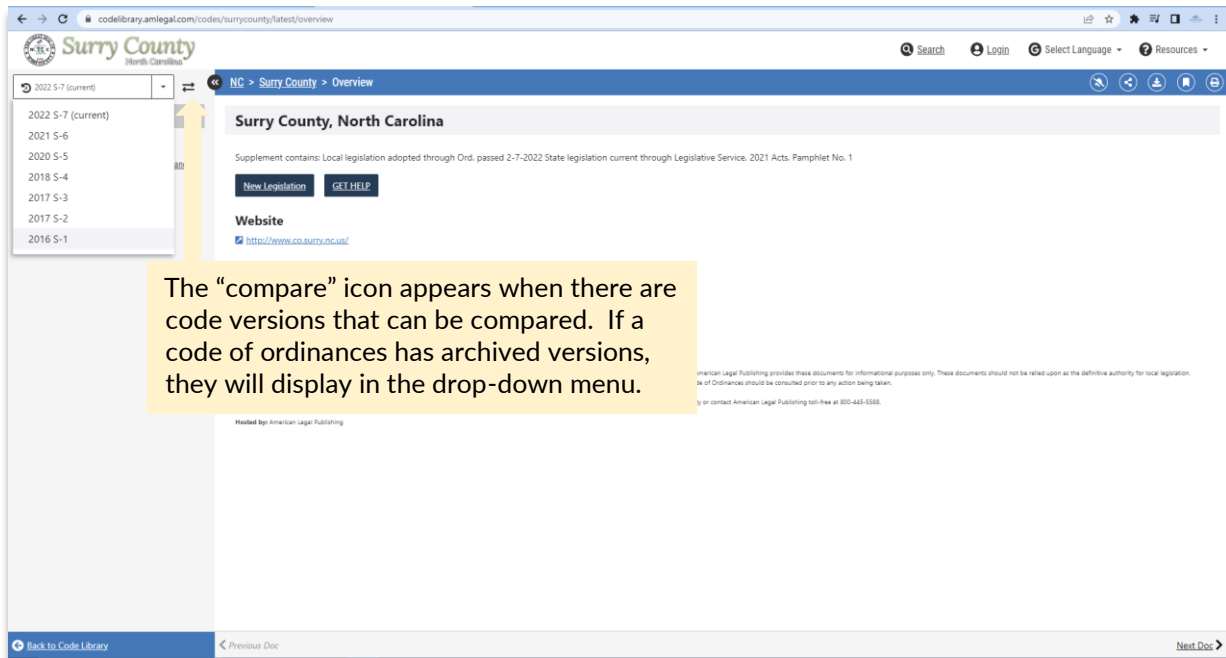 codelibrary.amlegal.com/codes/surrycounty/latest/overview
Surry County
North Carolina
Search
Login
Select Language
Resources
2022 S-7 (current)
NC > Surry County > Overview
2022 S-7 (current)
2021 S-6
2020 S-5
2018 S-4
2017 S-3
2017 S-2
2016 S-1
Surry County, North Carolina
Supplement contains: Local legislation adopted through Ord. passed 2-7-2022 State legislation current through Legislative Service, 2021 Acts. Pamphlet No. 1
New Legislation
GET HELP
Website
http://www.co.surry.nc.us/
The “compare” icon appears when there are
code versions that can be compared. If a
code of ordinances has archived versions,
they will display in the drop-down menu.
American Legal Publishing provides these documents for informational purposes only. These documents should not be relied upon as the definitive authority for local legislation.
of Ordinances should be consulted prior to any action being taken.
or contact American Legal Publishing toll-free at 800-445-5588.
Hosted by: American Legal Publishing
Back to Code Library
Previous Doc
Next Doc